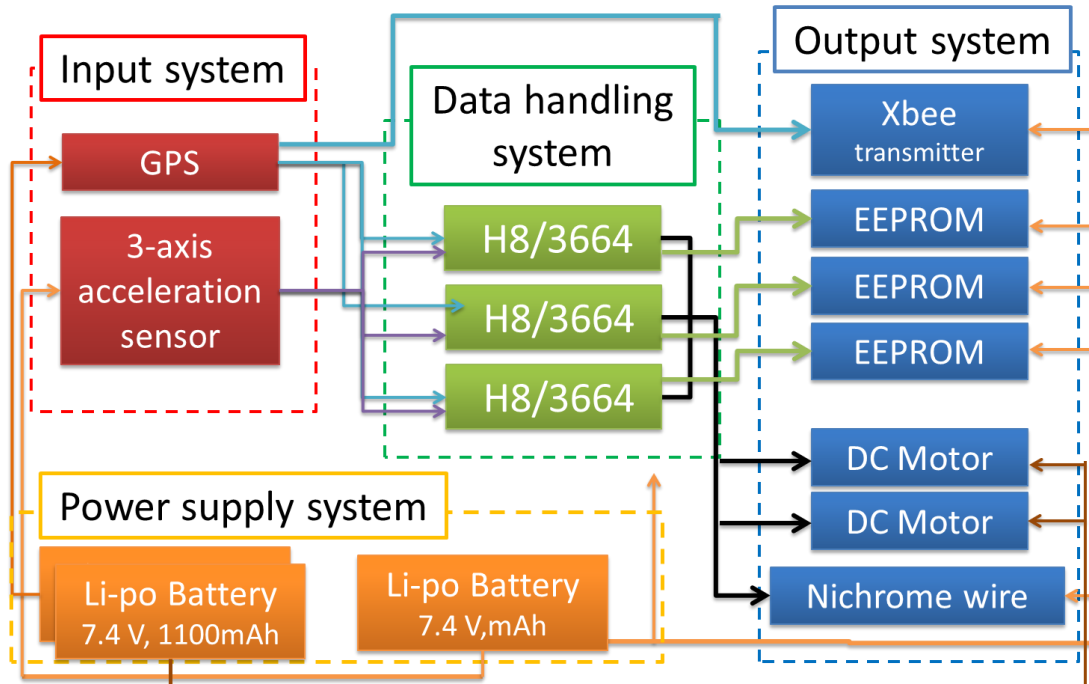 Input system
GPS
3-axis
acceleration
sensor
Data handling
system
H8/3664
H8/3664
H8/3664
Output system
Xbee
transmitter
EEPROM
EEPROM
EEPROM
DC Motor
DC Motor
Nichrome wire
Power supply system
Li-po Battery
7.4 V, 1100mAh
Li-po Battery
7.4 V,mAh